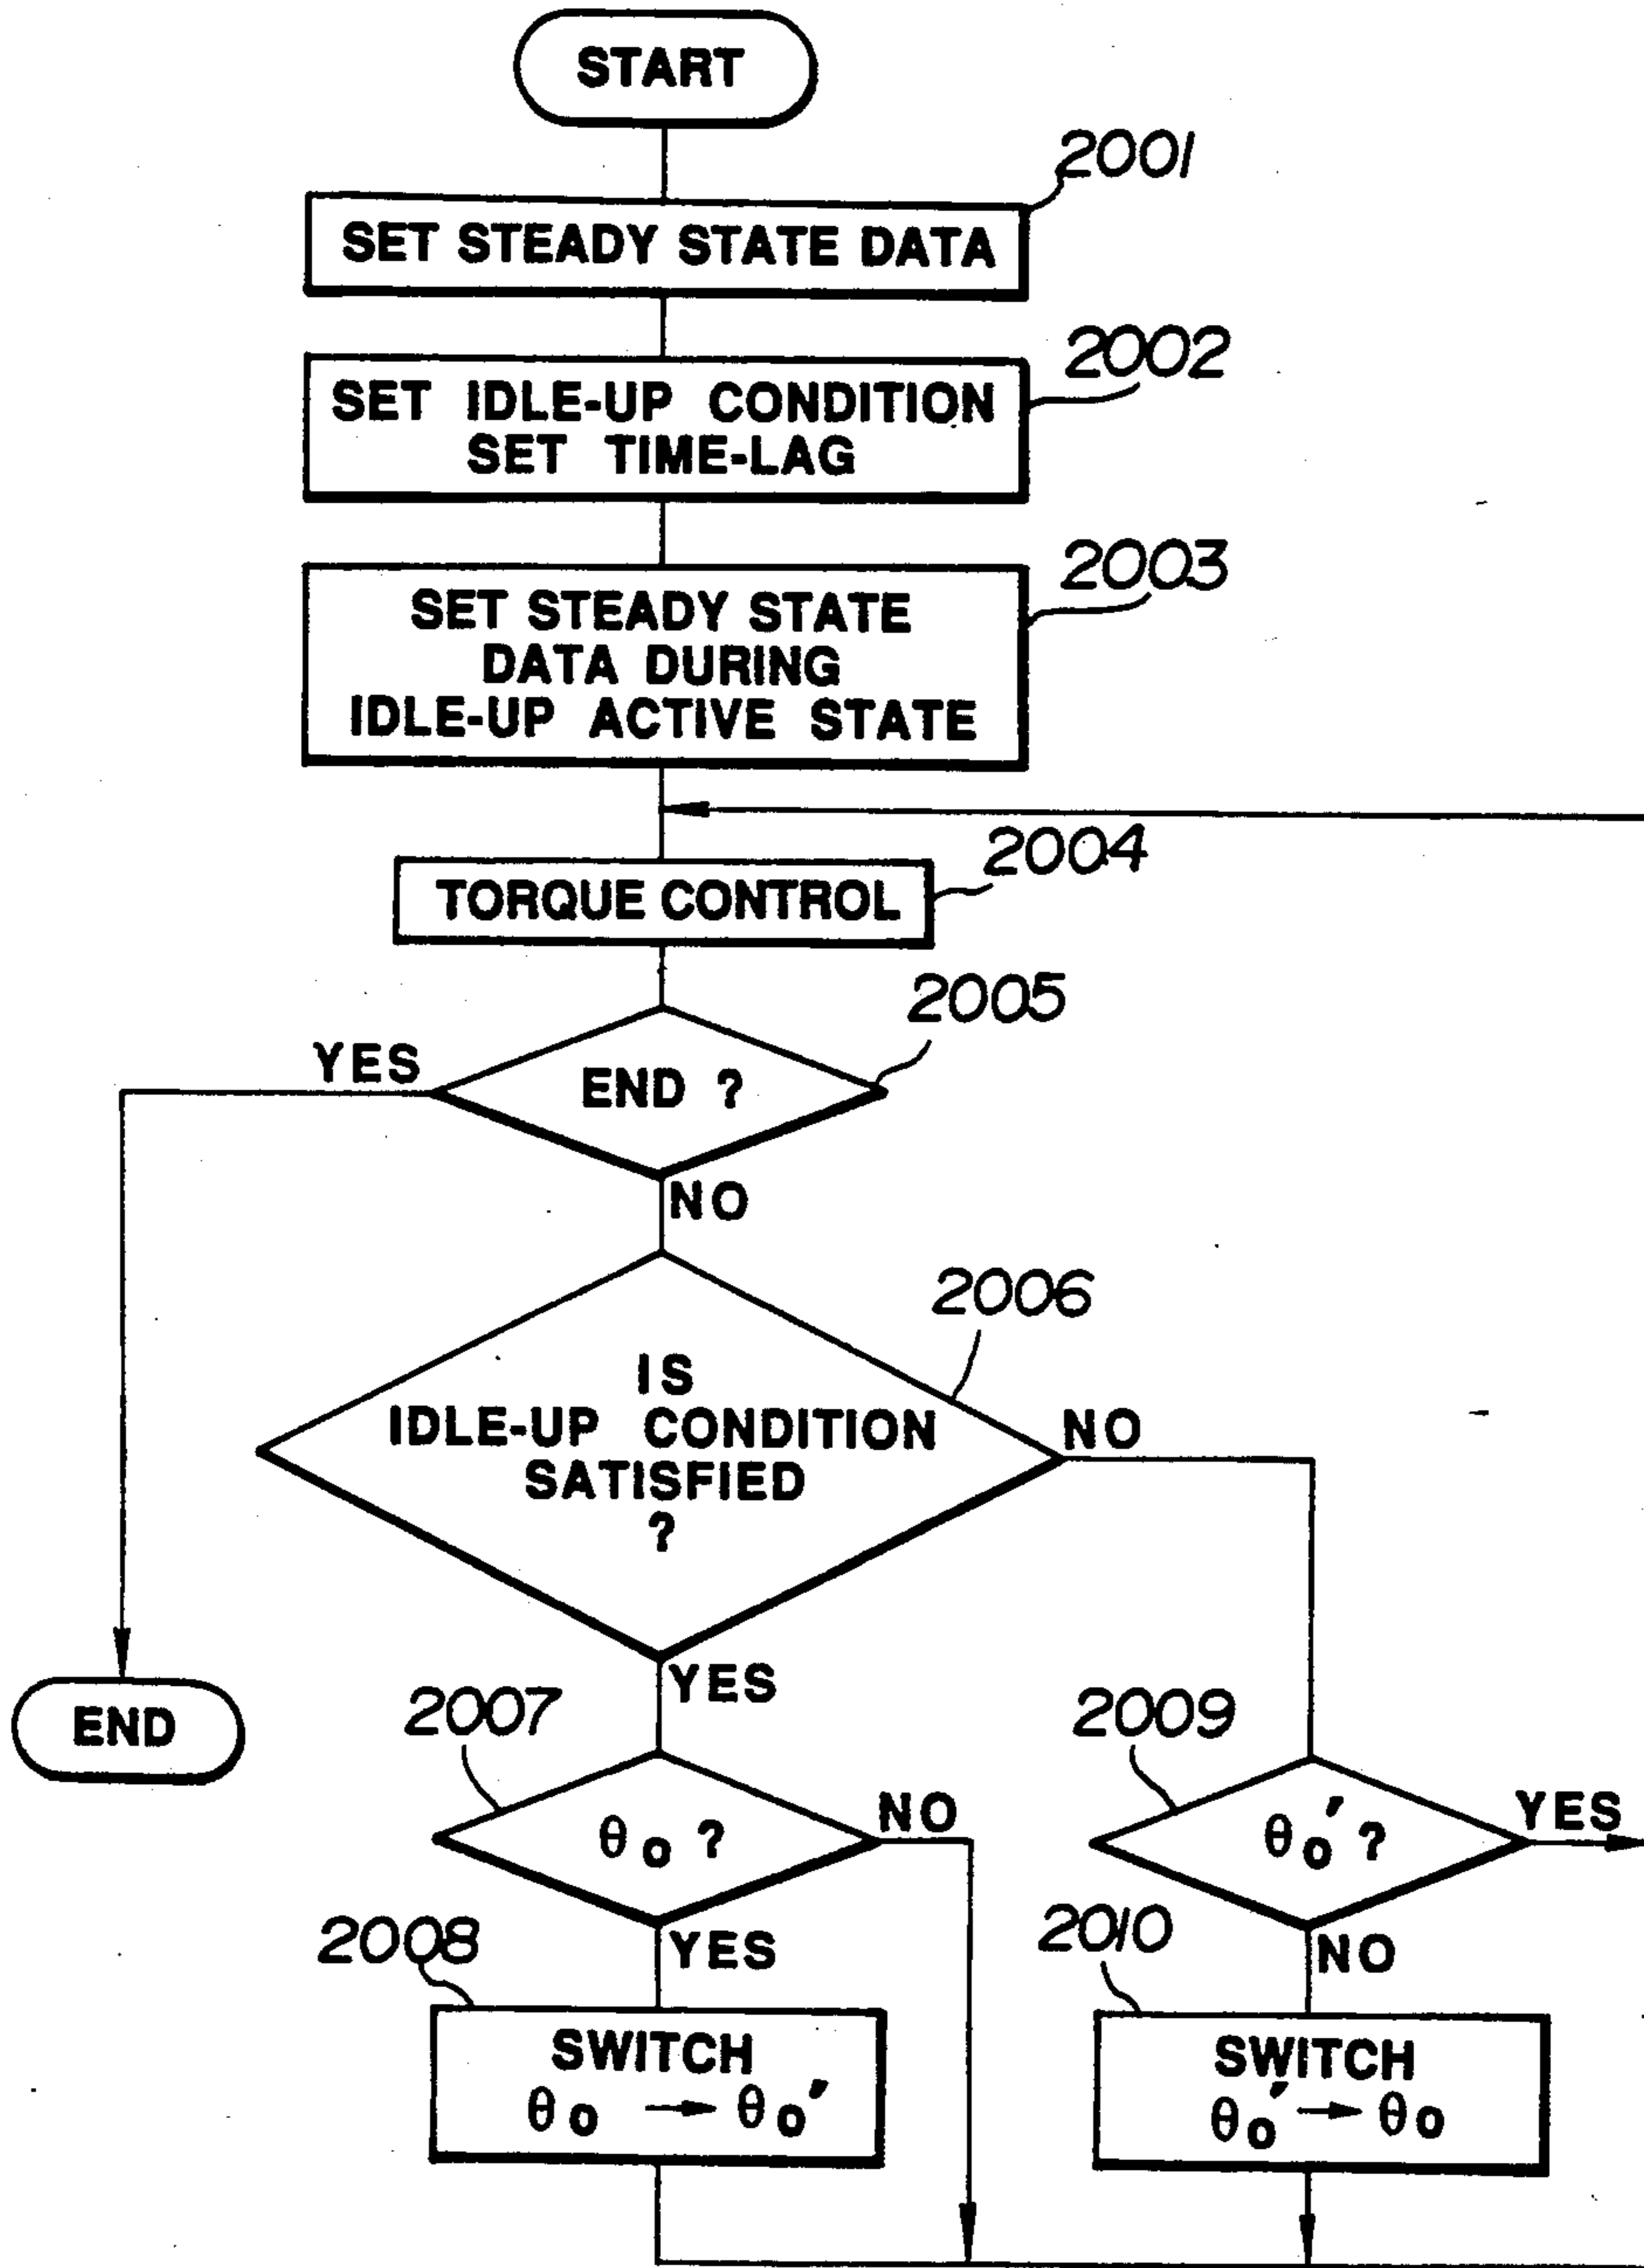 START
2001
SET STEADY STATE DATA
2002
SET IDLE-UP CONDITION
SET TIME-LAG
2003
SET STEADY STATE
DATA DURING
IDLE-UP ACTIVE STATE
2004
TORQUE CONTROL
2005
YES
END ?
NO
2006
IS
IDLE-UP CONDITION
SATISFIED
?
NO
YES
END
2007
θo ?
NO
2009
θo' ?
YES
2008
YES
2010
NO
SWITCH
θo → θo'
SWITCH
θo' → θo